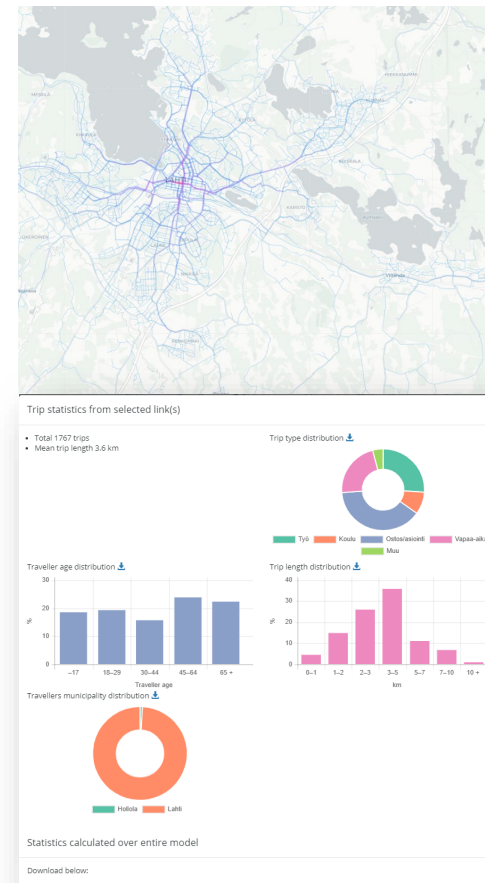 LAHTI
Trip statistics from selected link(s)
Total 1767 trips
Mean trip length 3.6 km
Trip type distribution
Työ Koulu Ostos/asiointi Vapaa-aika
Muu
Traveller age distribution
30
20
%
10
0
–17 18–29 30–44 45–64 65 +
Traveller age
Trip length distribution
40
30
%
20
10
0
0–1 1–2 2–3 3–5 5–7 7–10 10 +
km
Travellers municipality distribution
Hollola Lahti
Statistics calculated over entire model
Download below: